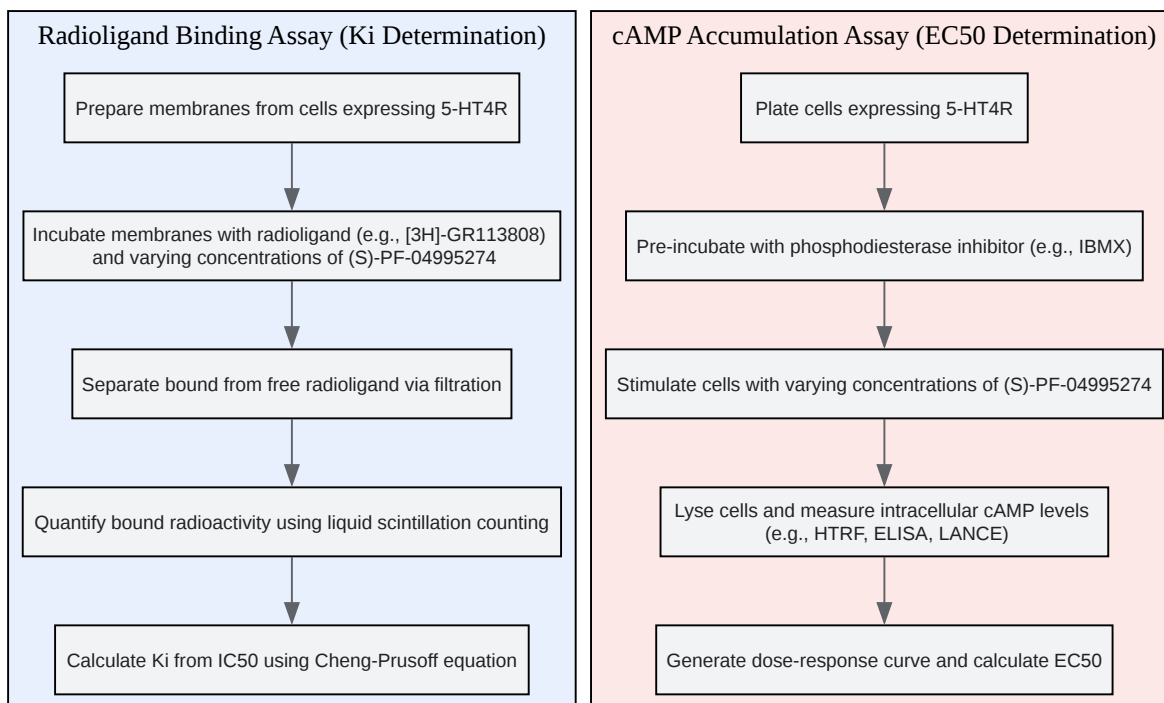 Radioligand Binding Assay (Ki Determination)
Prepare membranes from cells expressing 5-HT4R
Incubate membranes with radioligand (e.g., [3H]-GR113808)
and varying concentrations of (S)-PF-04995274
Separate bound from free radioligand via filtration
Quantify bound radioactivity using liquid scintillation counting
Calculate Ki from IC50 using Cheng-Prusoff equation
cAMP Accumulation Assay (EC50 Determination)
Plate cells expressing 5-HT4R
Pre-incubate with phosphodiesterase inhibitor (e.g., IBMX)
Stimulate cells with varying concentrations of (S)-PF-04995274
Lyse cells and measure intracellular cAMP levels
(e.g., HTRF, ELISA, LANCE)
Generate dose-response curve and calculate EC50